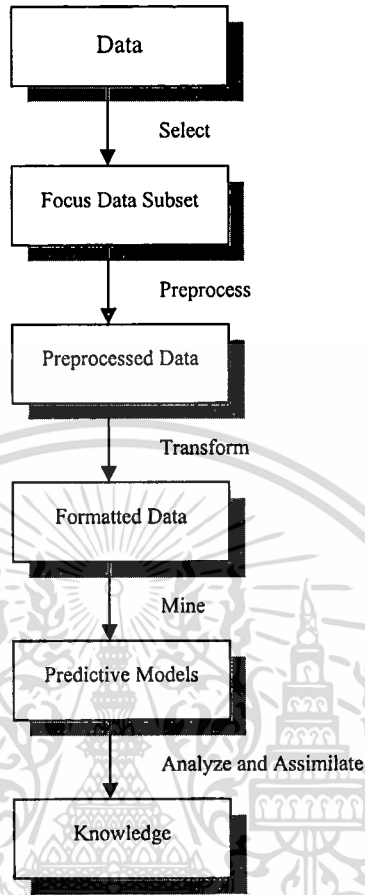 Data
Select
Focus Data Subset
Preprocess
Preprocessed Data
Transform
Formatted Data
Mine
Predictive Models
Analyze and Assimilate
Knowledge